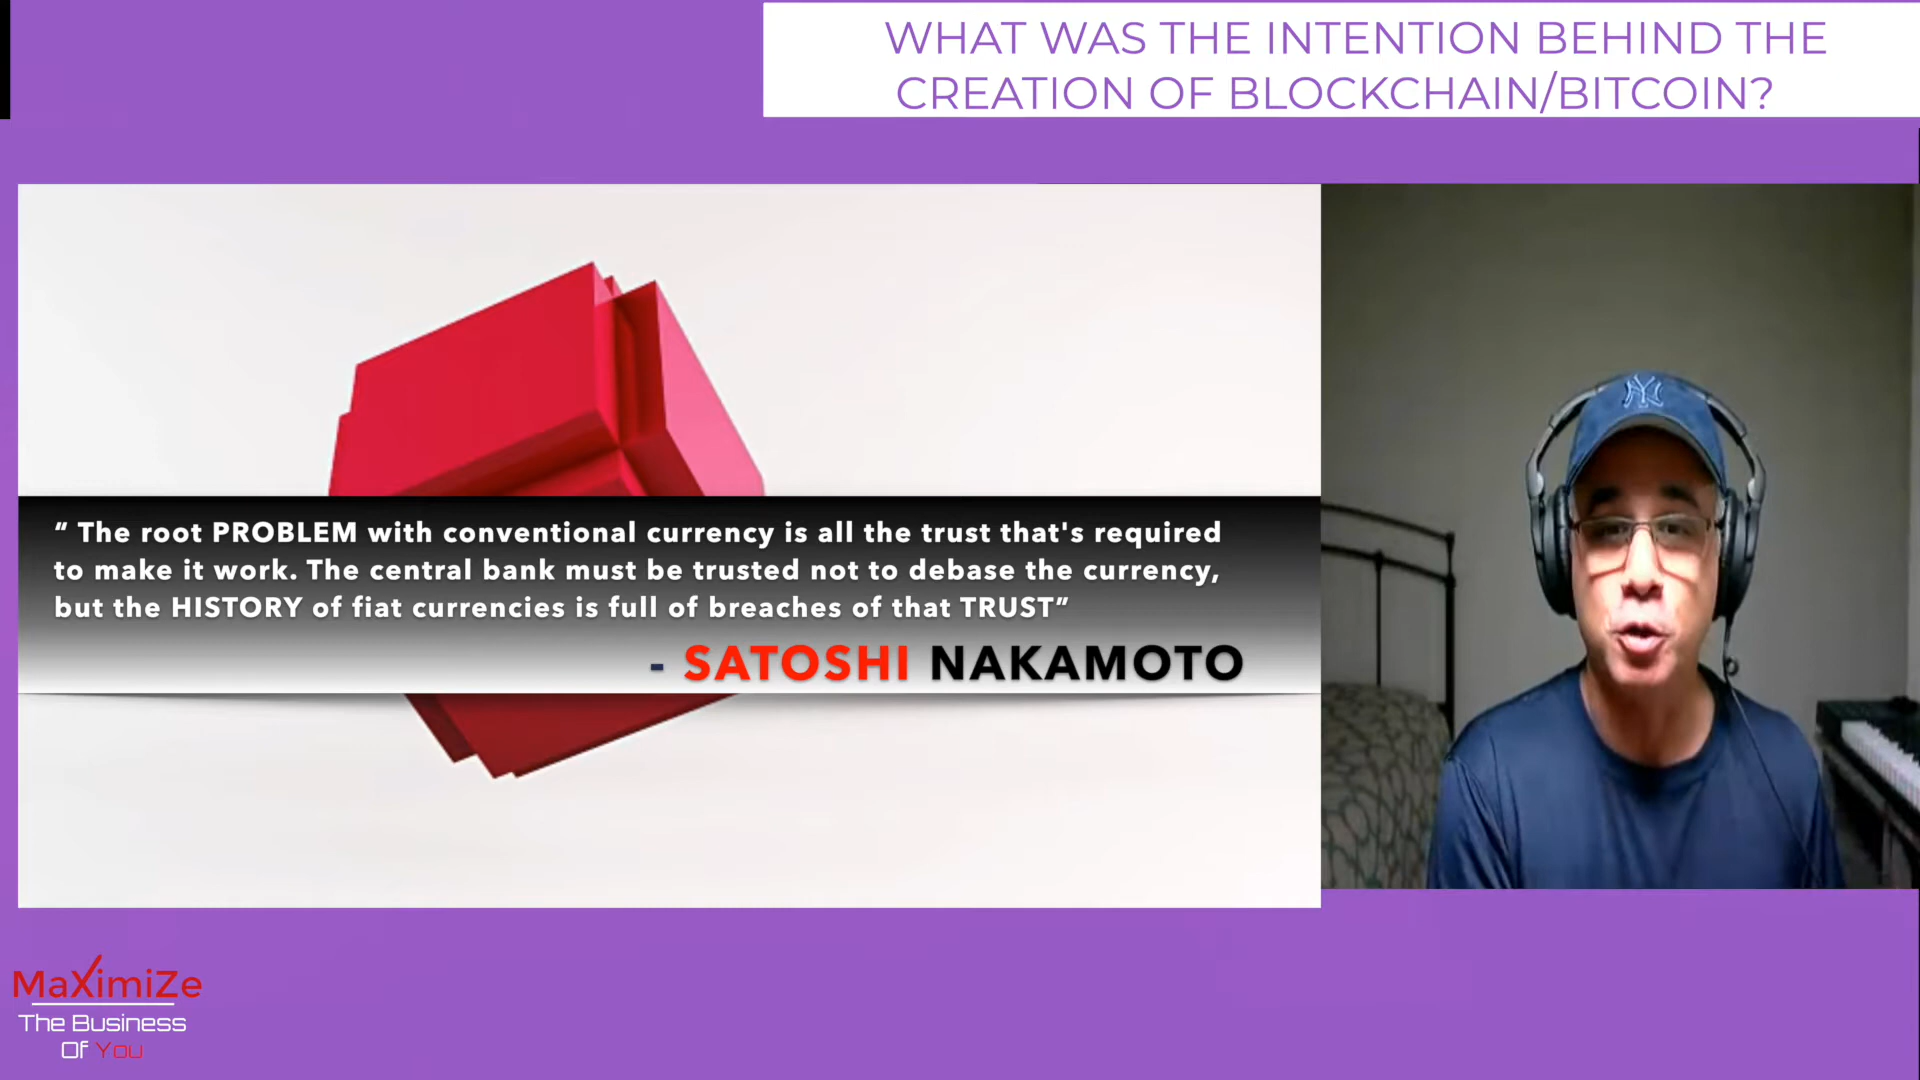 WHAT WAS THE INTENTION BEHIND THE
CREATION OF BLOCKCHAIN/BITCOIN?
“ The root PROBLEM with conventional currency is all the trust that's required
to make it work. The central bank must be trusted not to debase the currency,
but the HISTORY of fiat currencies is full of breaches of that TRUST”
- SATOSHI NAKAMOTO
NY
MaXimiZe
The Business
Of You